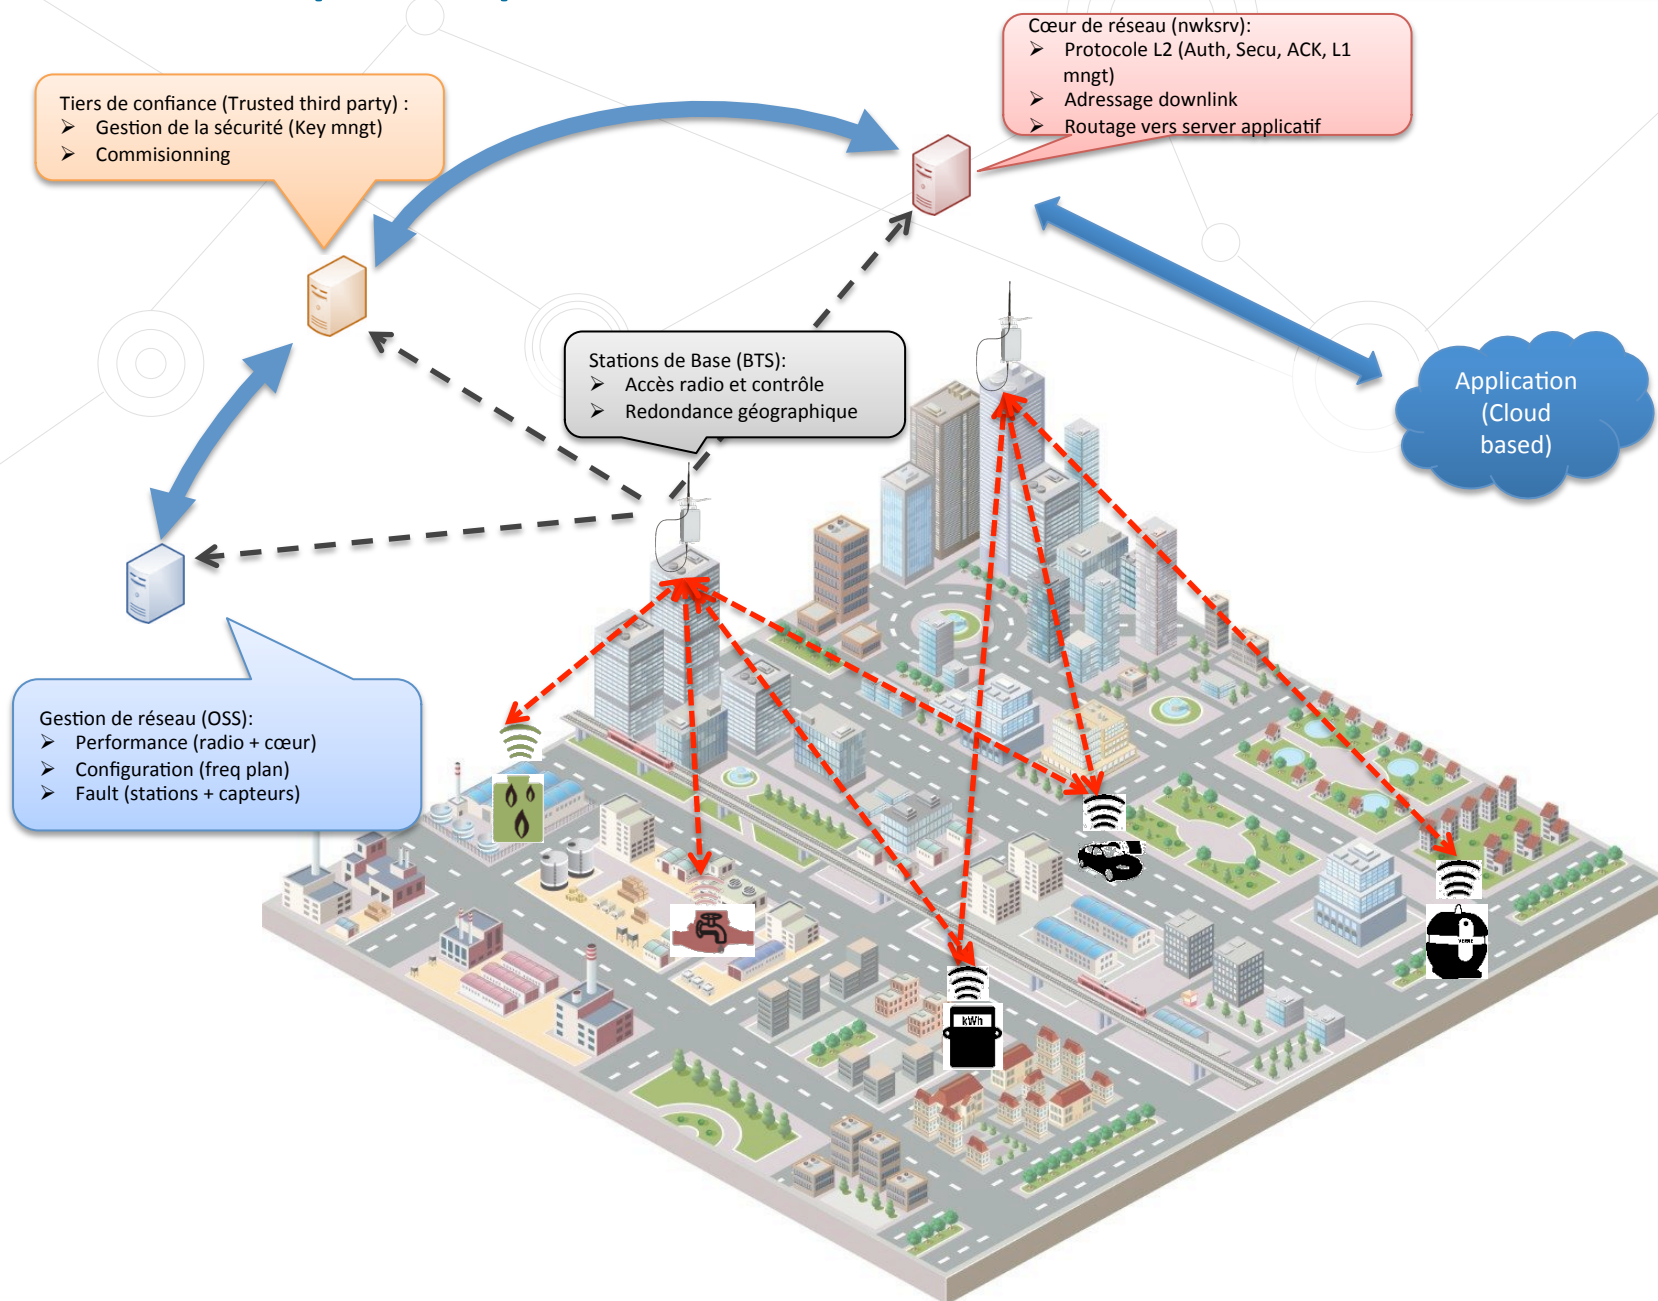 Cœur de réseau (nwksrv):
➢ Protocole L2 (Auth, Secu, ACK, L1
mngt)
➢ Adressage downlink
➢ Routage vers server applicatif
Tiers de confiance (Trusted third party) :
➢ Gestion de la sécurité (Key mngt)
➢ Commisionning
Stations de Base (BTS):
➢ Accès radio et contrôle
➢ Redondance géographique
Application
(Cloud
based)
Gestion de réseau (OSS):
➢ Performance (radio + cœur)
➢ Configuration (freq plan)
➢ Fault (stations + capteurs)
VERRE
kWh